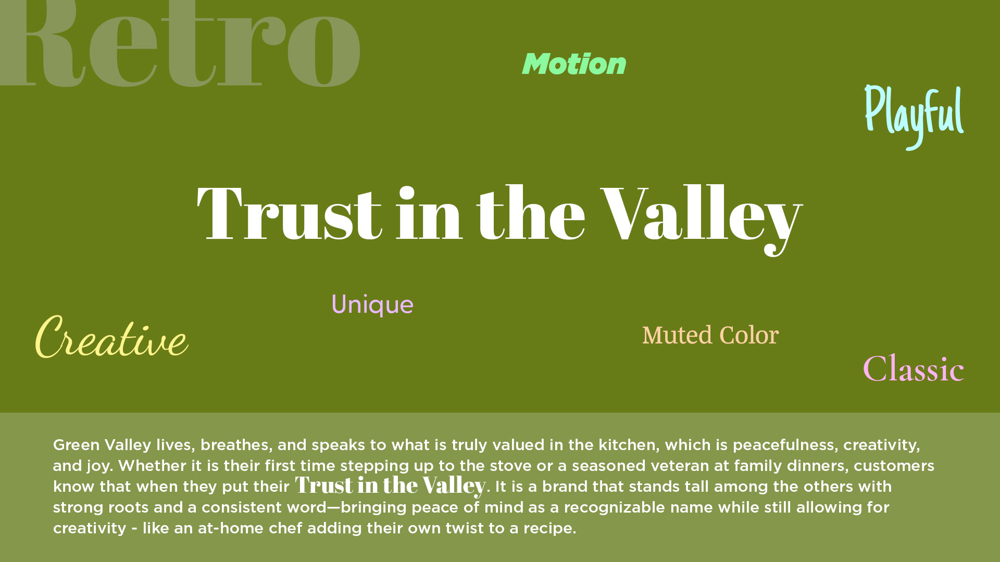 Retro
Motion
Playful
Trust in the Valley
Unique
Creative
Muted Color
Classic
Green Valley lives, breathes, and speaks to what is truly valued in the kitchen, which is peacefulness, creativity,
and joy. Whether it is their first time stepping up to the stove or a seasoned veteran at family dinners, customers
know that when they put their Trust in the Valley. It is a brand that stands tall among the others with
strong roots and a consistent word—bringing peace of mind as a recognizable name while still allowing for
creativity - like an at-home chef adding their own twist to a recipe.